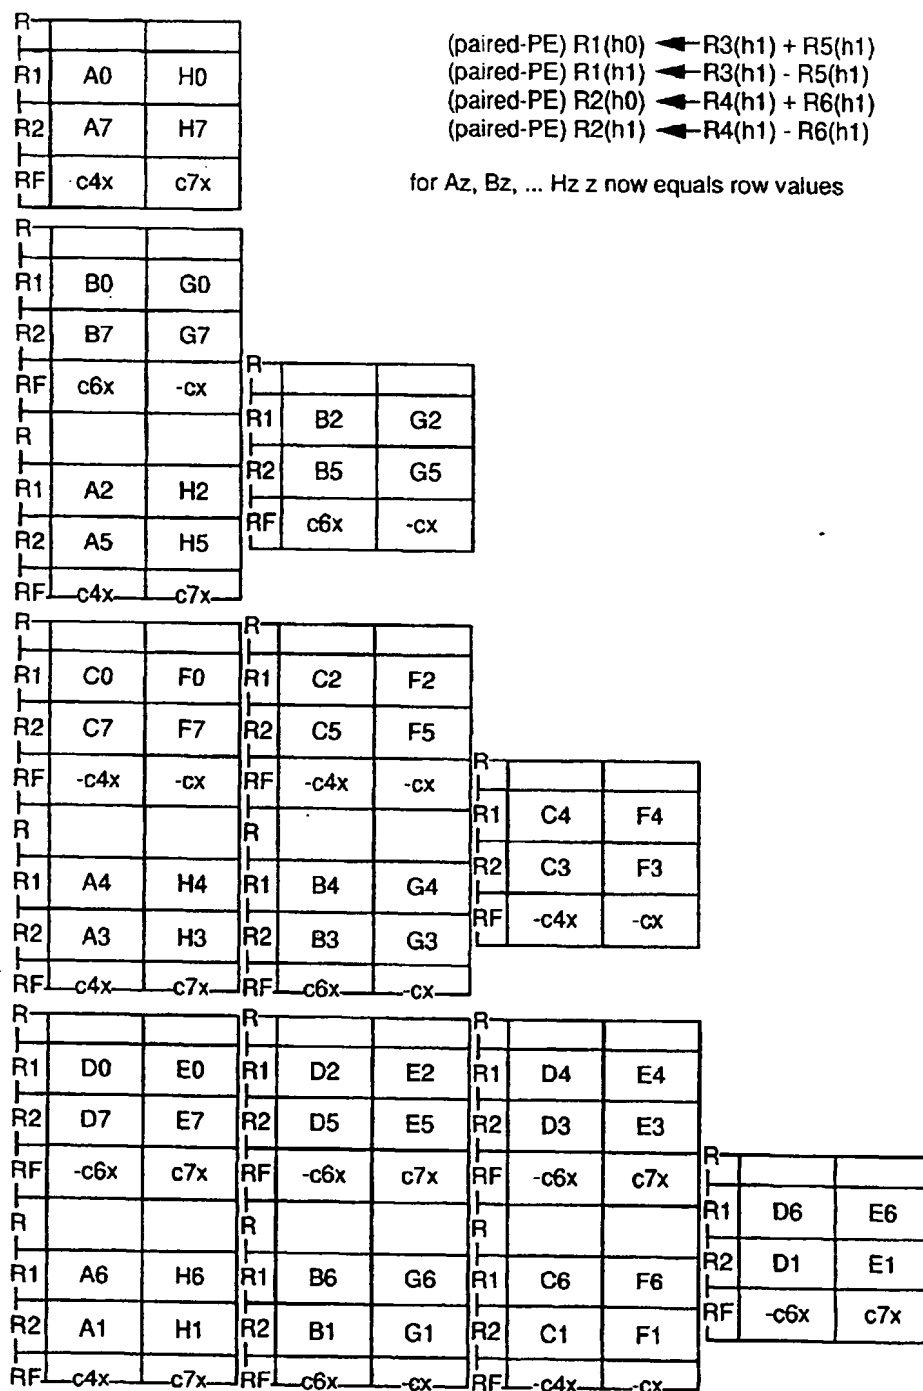 (paired-PE) R1(h0) ◄ R3(h1) + R5(h1)
(paired-PE) R1(h1) ◄ R3(h1) - R5(h1)
(paired-PE) R2(h0) ◄ R4(h1) + R6(h1)
(paired-PE) R2(h1) ◄ R4(h1) - R6(h1)
for Az, Bz, ... Hz z now equals row values
R
R1 A0 H0
R2 A7 H7
RF c4x c7x
R
R1 B0 G0
R2 B7 G7
RF c6x -cx
R
R1 A2 H2
R2 A5 H5
RF c4x c7x
R
R1 B2 G2
R2 B5 G5
RF c6x -cx
R
R1 C0 F0
R2 C7 F7
RF -c4x -cx
R
R1 A4 H4
R2 A3 H3
RF c4x c7x
R
R1 C2 F2
R2 C5 F5
RF -c4x -cx
R
R1 B4 G4
R2 B3 G3
RF c6x -cx
R
R1 C4 F4
R2 C3 F3
RF -c4x -cx
R
R1 D0 E0
R2 D7 E7
RF -c6x c7x
R
R1 A6 H6
R2 A1 H1
RF c4x c7x
R
R1 D2 E2
R2 D5 E5
RF -c6x c7x
R
R1 B6 G6
R2 B1 G1
RF c6x -cx
R
R1 D4 E4
R2 D3 E3
RF -c6x c7x
R
R1 C6 F6
R2 C1 F1
RF -c4x -cx
R
R1 D6 E6
R2 D1 E1
RF -c6x c7x